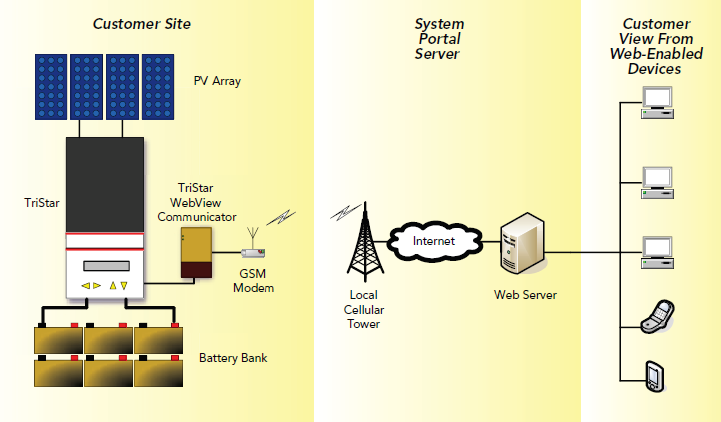 Customer Site
System
Portal
Server
Customer
View From
Web-Enabled
Devices
PV Array
TriStar
TriStar
WebView
Communicator
GSM
Modem
Battery Bank
Local
Cellular
Tower
Internet
Web Server